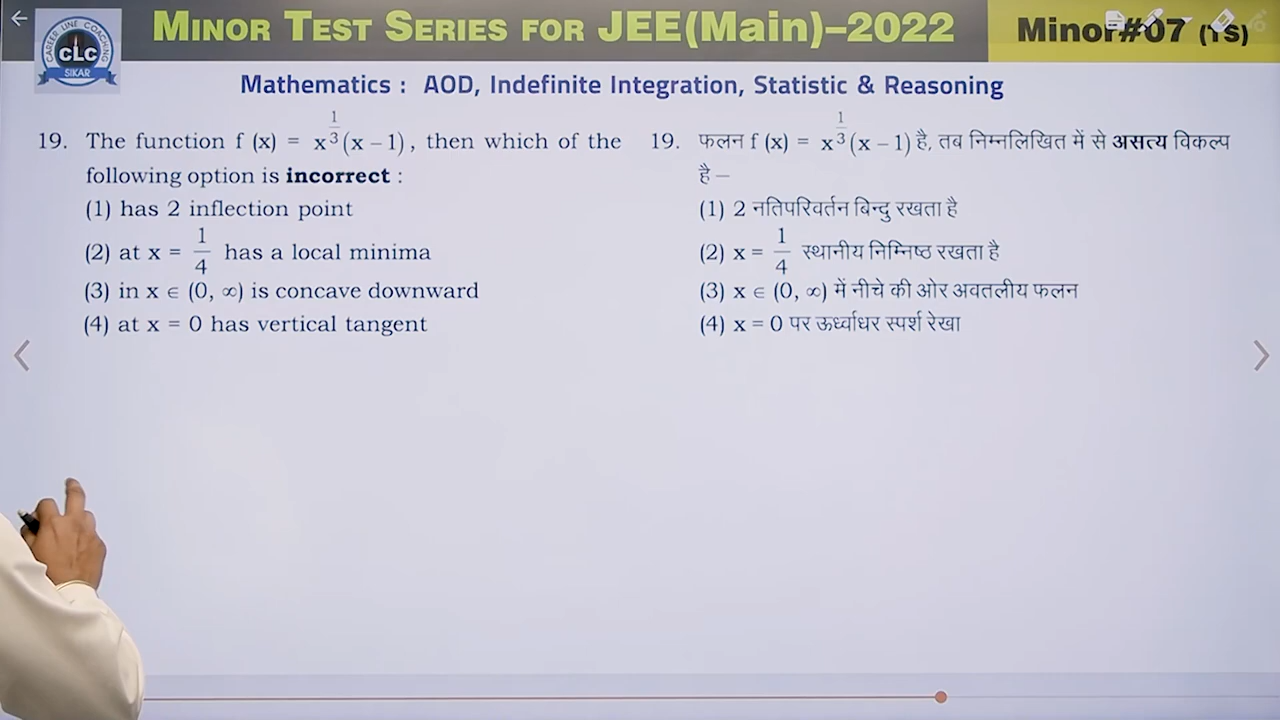 MINOR TEST SERIES FOR JEE(Main)–2022
Minor#07 (TS)
CAREER LINE COACHING
CLC
SIKAR
Mathematics : AOD, Indefinite Integration, Statistic & Reasoning
19. The function f (x) = x^{1/3}(x – 1), then which of the
following option is incorrect :
(1) has 2 inflection point
(2) at x = 1/4 has a local minima
(3) in x ∈ (0, ∞) is concave downward
(4) at x = 0 has vertical tangent
19. फलन f (x) = x^{1/3}(x – 1) है, तब निम्नलिखित में से असत्य विकल्प
है –
(1) 2 नतिपरिवर्तन बिन्दु रखता है
(2) x = 1/4 स्थानीय निम्निष्ठ रखता है
(3) x ∈ (0, ∞) में नीचे की ओर अवतलीय फलन
(4) x = 0 पर ऊर्ध्वाधर स्पर्श रेखा